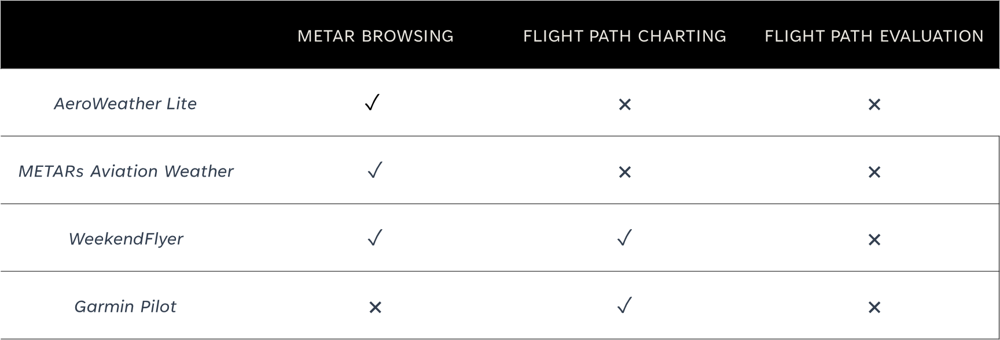 METAR BROWSING FLIGHT PATH CHARTING FLIGHT PATH EVALUATION
AeroWeather Lite ✓ ✕ ✕
METARs Aviation Weather ✓ ✕ ✕
WeekendFlyer ✓ ✓ ✕
Garmin Pilot ✕ ✓ ✕